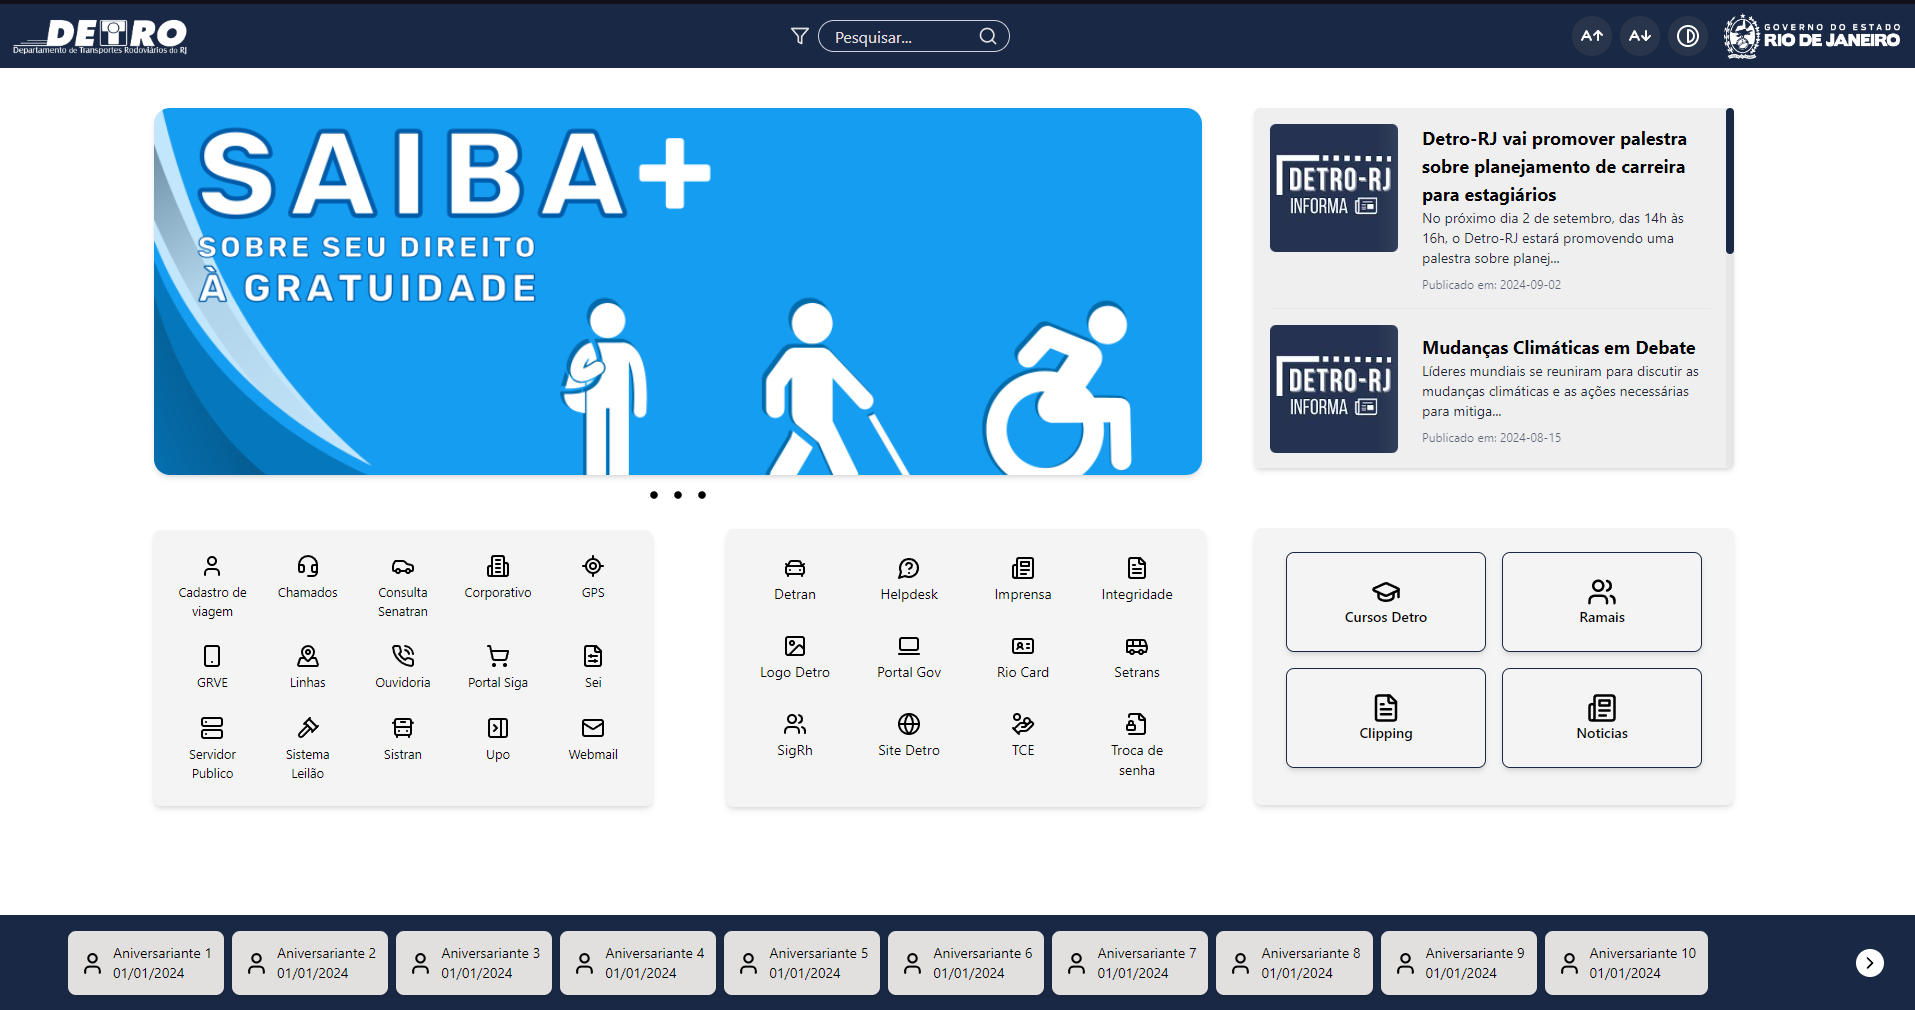 DETRO
Departamento de Transportes Rodoviários do RJ
Pesquisar...
A↑
A↓
GOVERNO DO ESTADO
RIO DE JANEIRO
SAIBA+
SOBRE SEU DIREITO
À GRATUIDADE
DETRO-RJ
INFORMA
Detro-RJ vai promover palestra
sobre planejamento de carreira
para estagiários
No próximo dia 2 de setembro, das 14h às
16h, o Detro-RJ estará promovendo uma
palestra sobre planej...
Publicado em: 2024-09-02
DETRO-RJ
INFORMA
Mudanças Climáticas em Debate
Líderes mundiais se reuniram para discutir as
mudanças climáticas e as ações necessárias
para mitiga...
Publicado em: 2024-08-15
Cadastro de
viagem
Chamados
Consulta
Senatran
Corporativo
GPS
GRVE
Linhas
Ouvidoria
Portal Siga
Sei
Servidor
Publico
Sistema
Leilão
Sistran
Upo
Webmail
Detran
Helpdesk
Imprensa
Integridade
Logo Detro
Portal Gov
Rio Card
Setrans
SigRh
Site Detro
TCE
Troca de
senha
Cursos Detro
Ramais
Clipping
Noticias
Aniversariante 1
01/01/2024
Aniversariante 2
01/01/2024
Aniversariante 3
01/01/2024
Aniversariante 4
01/01/2024
Aniversariante 5
01/01/2024
Aniversariante 6
01/01/2024
Aniversariante 7
01/01/2024
Aniversariante 8
01/01/2024
Aniversariante 9
01/01/2024
Aniversariante 10
01/01/2024